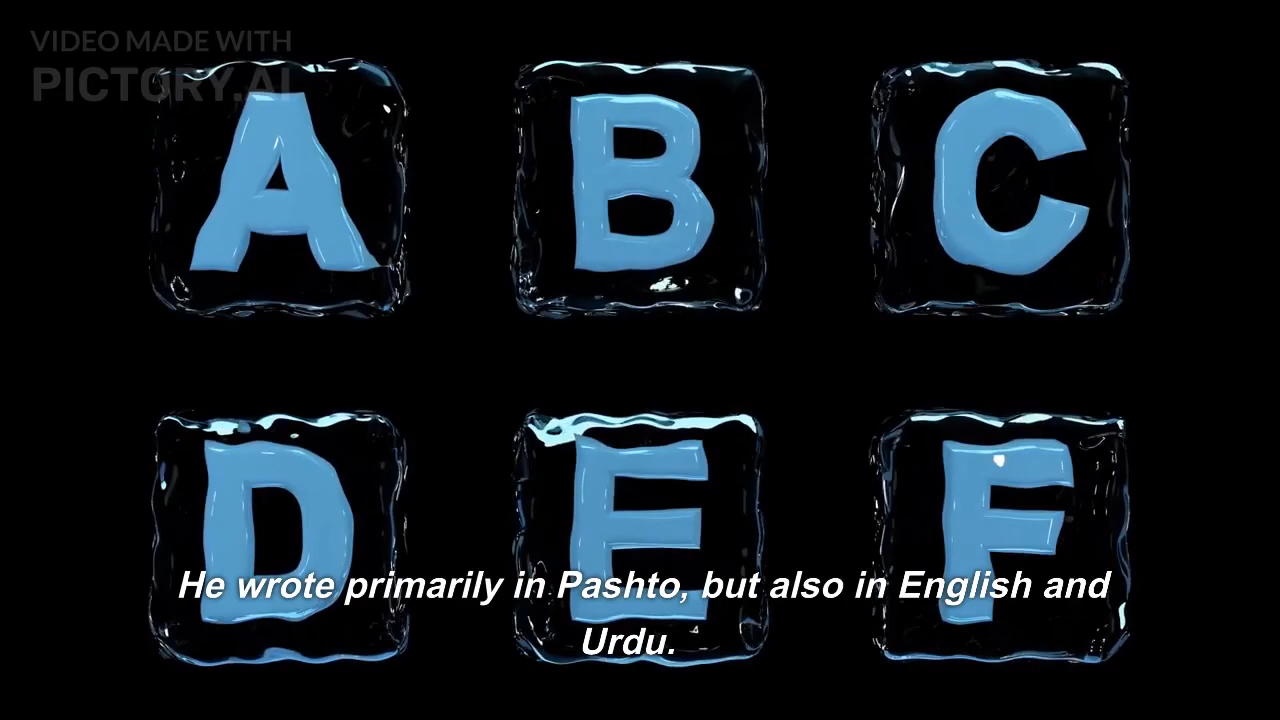 VIDEO MADE WITH
PICTORY.AI
A B C
D E F
He wrote primarily in Pashto, but also in English and
Urdu.